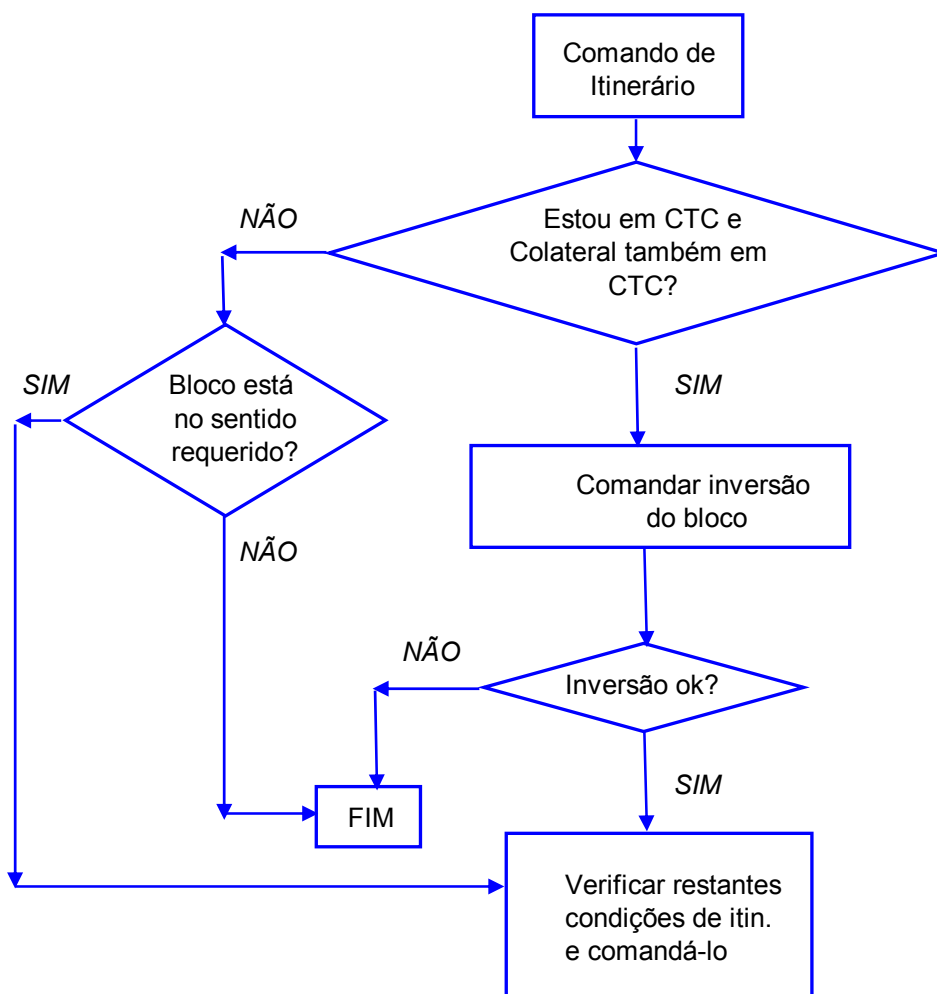 Comando de
Itinerário
NÃO
Estou em CTC e
Colateral também em
CTC?
SIM
Bloco está
no sentido
requerido?
SIM
Comandar inversão
do bloco
NÃO
NÃO
Inversão ok?
SIM
FIM
Verificar restantes
condições de itin.
e comandá-lo